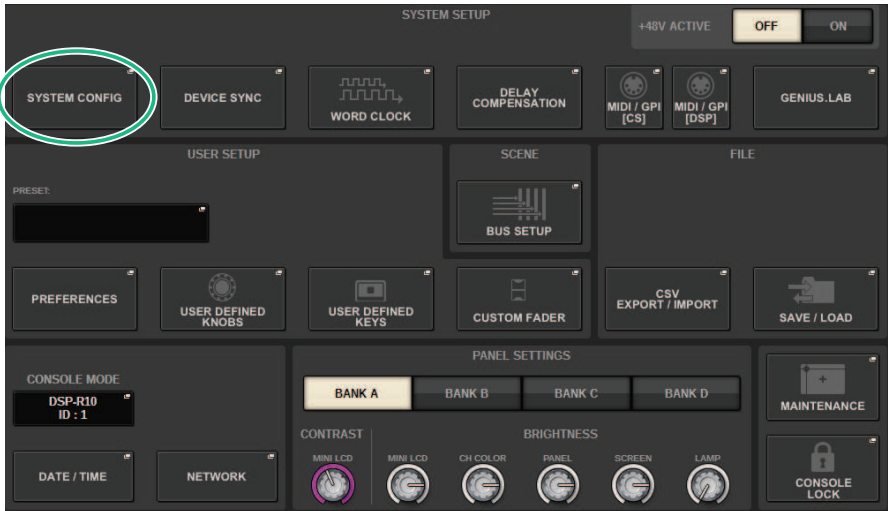 SYSTEM SETUP
+48V ACTIVE
OFF
ON
SYSTEM CONFIG
DEVICE SYNC
WORD CLOCK
DELAY
COMPENSATION
MIDI / GPI
[CS]
MIDI / GPI
[DSP]
GENIUS.LAB
USER SETUP
SCENE
FILE
PRESET:
BUS SETUP
PREFERENCES
USER DEFINED
KNOBS
USER DEFINED
KEYS
CUSTOM FADER
CSV
EXPORT / IMPORT
SAVE / LOAD
CONSOLE MODE
DSP-R10
ID : 1
PANEL SETTINGS
BANK A
BANK B
BANK C
BANK D
MAINTENANCE
CONTRAST
BRIGHTNESS
MINI LCD
MINI LCD
CH COLOR
PANEL
SCREEN
LAMP
DATE / TIME
NETWORK
CONSOLE
LOCK